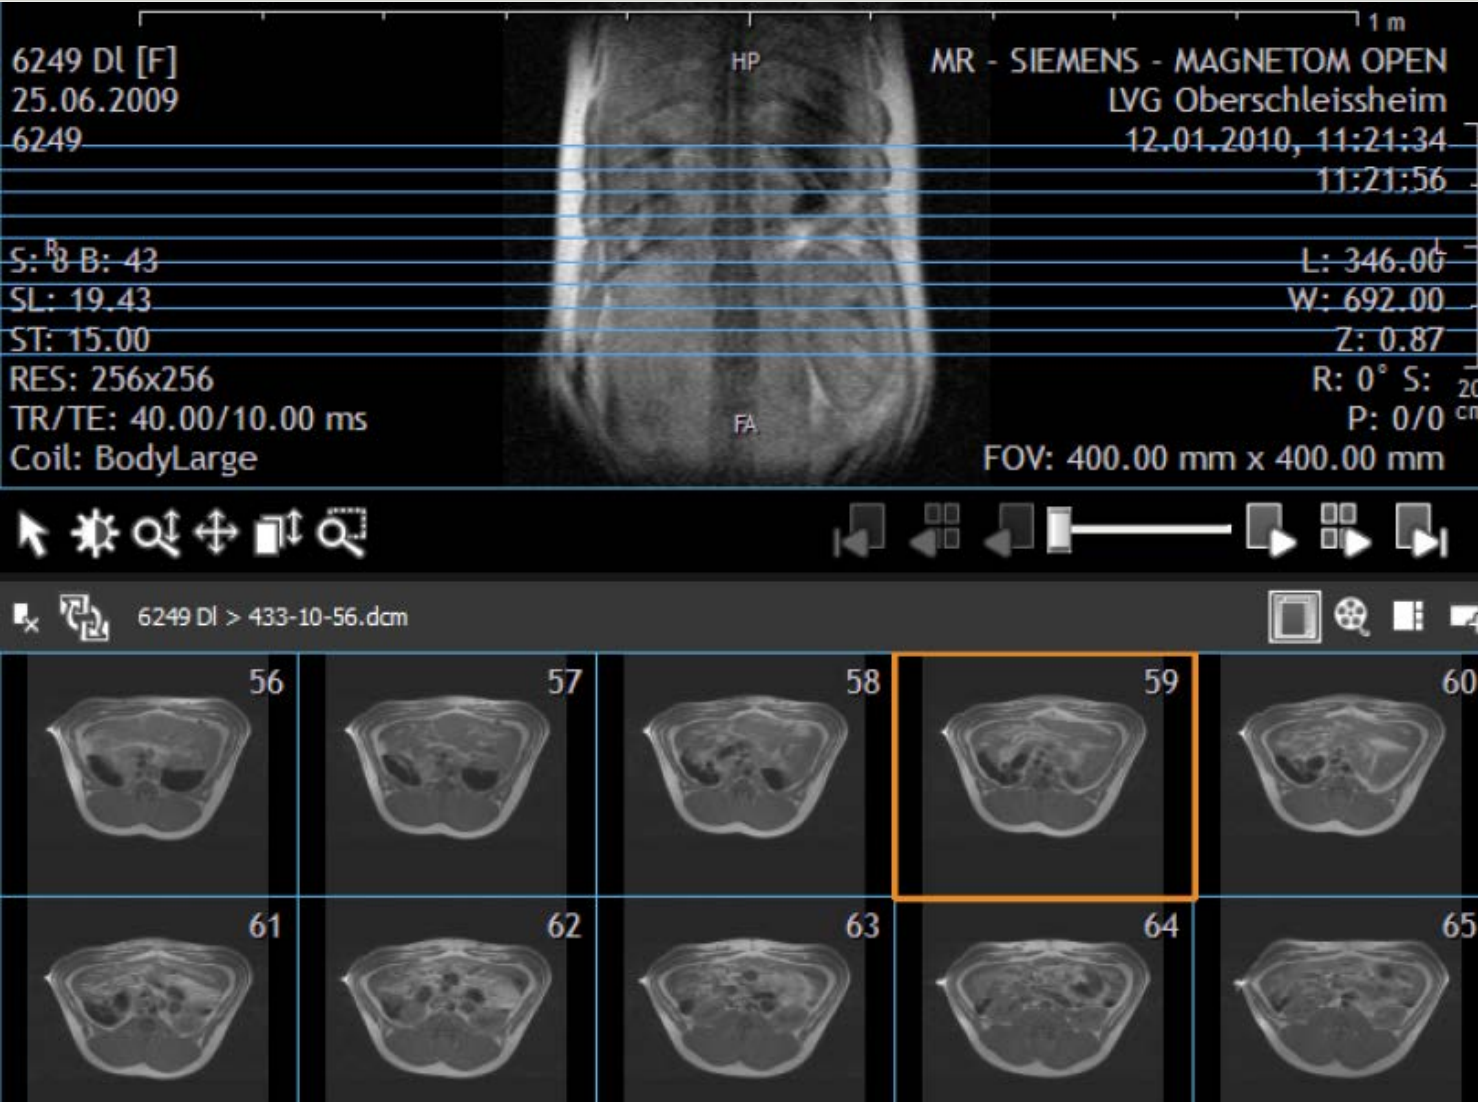 1 m
HP
6249 Dl [F]
MR - SIEMENS - MAGNETOM OPEN
25.06.2009
LVG Oberschleissheim
6249
12.01.2010, 11:21:34
11:21:56
R
L
S: 8 B: 43
L: 346.00
SL: 19.43
W: 692.00
ST: 15.00
Z: 0.87
RES: 256x256
R: 0° S:
20
TR/TE: 40.00/10.00 ms
P: 0/0
cm
FA
Coil: BodyLarge
FOV: 400.00 mm x 400.00 mm
6249 Dl > 433-10-56.dcm
56
57
58
59
60
61
62
63
64
65